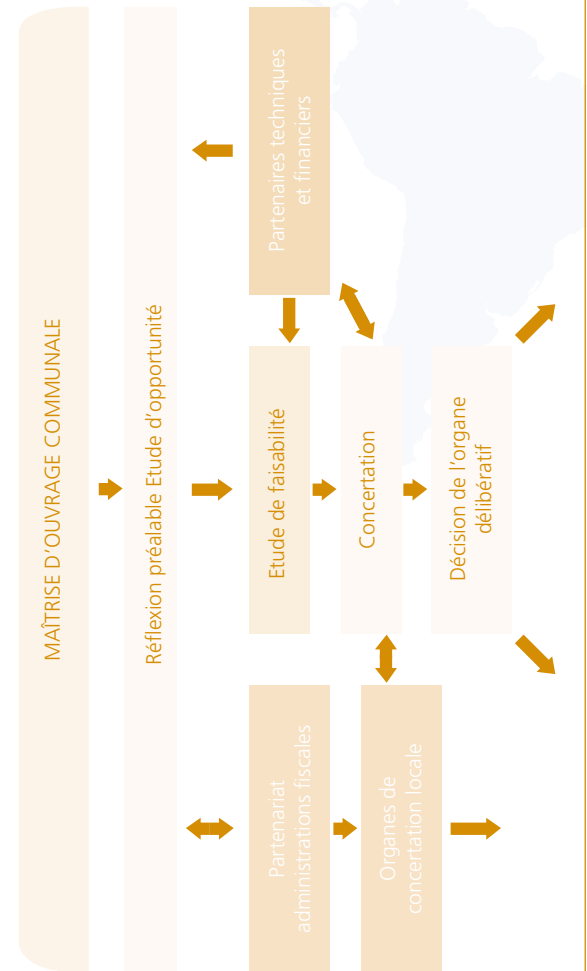 MAÎTRISE D'OUVRAGE COMMUNALE
Réflexion préalable Etude d'opportunité
Partenariat
administrations fiscales
Etude de faisabilité
Partenaires techniques
et financiers
Organes de
concertation locale
Concertation
Décision de l'organe
délibératif